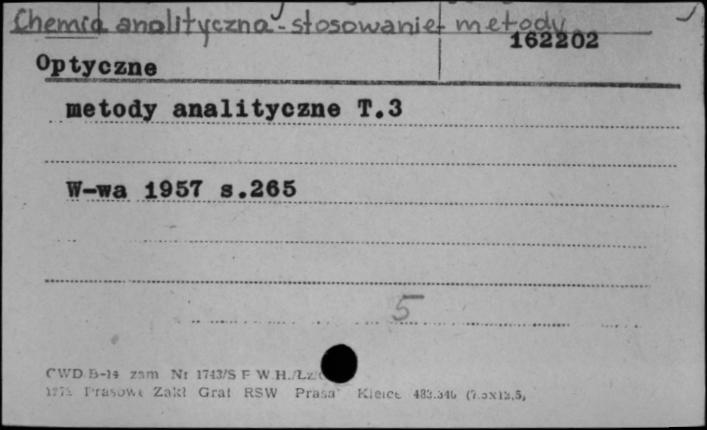 Chemia analityczna - stosowanie metody
162202
Optyczne
metody analityczne T.3
W-wa 1957 s.265
5
CWD B-14 zam Nr 1743/S F W.H./Lz
Prasowe Zakł Graf RSW Prasa Kielce